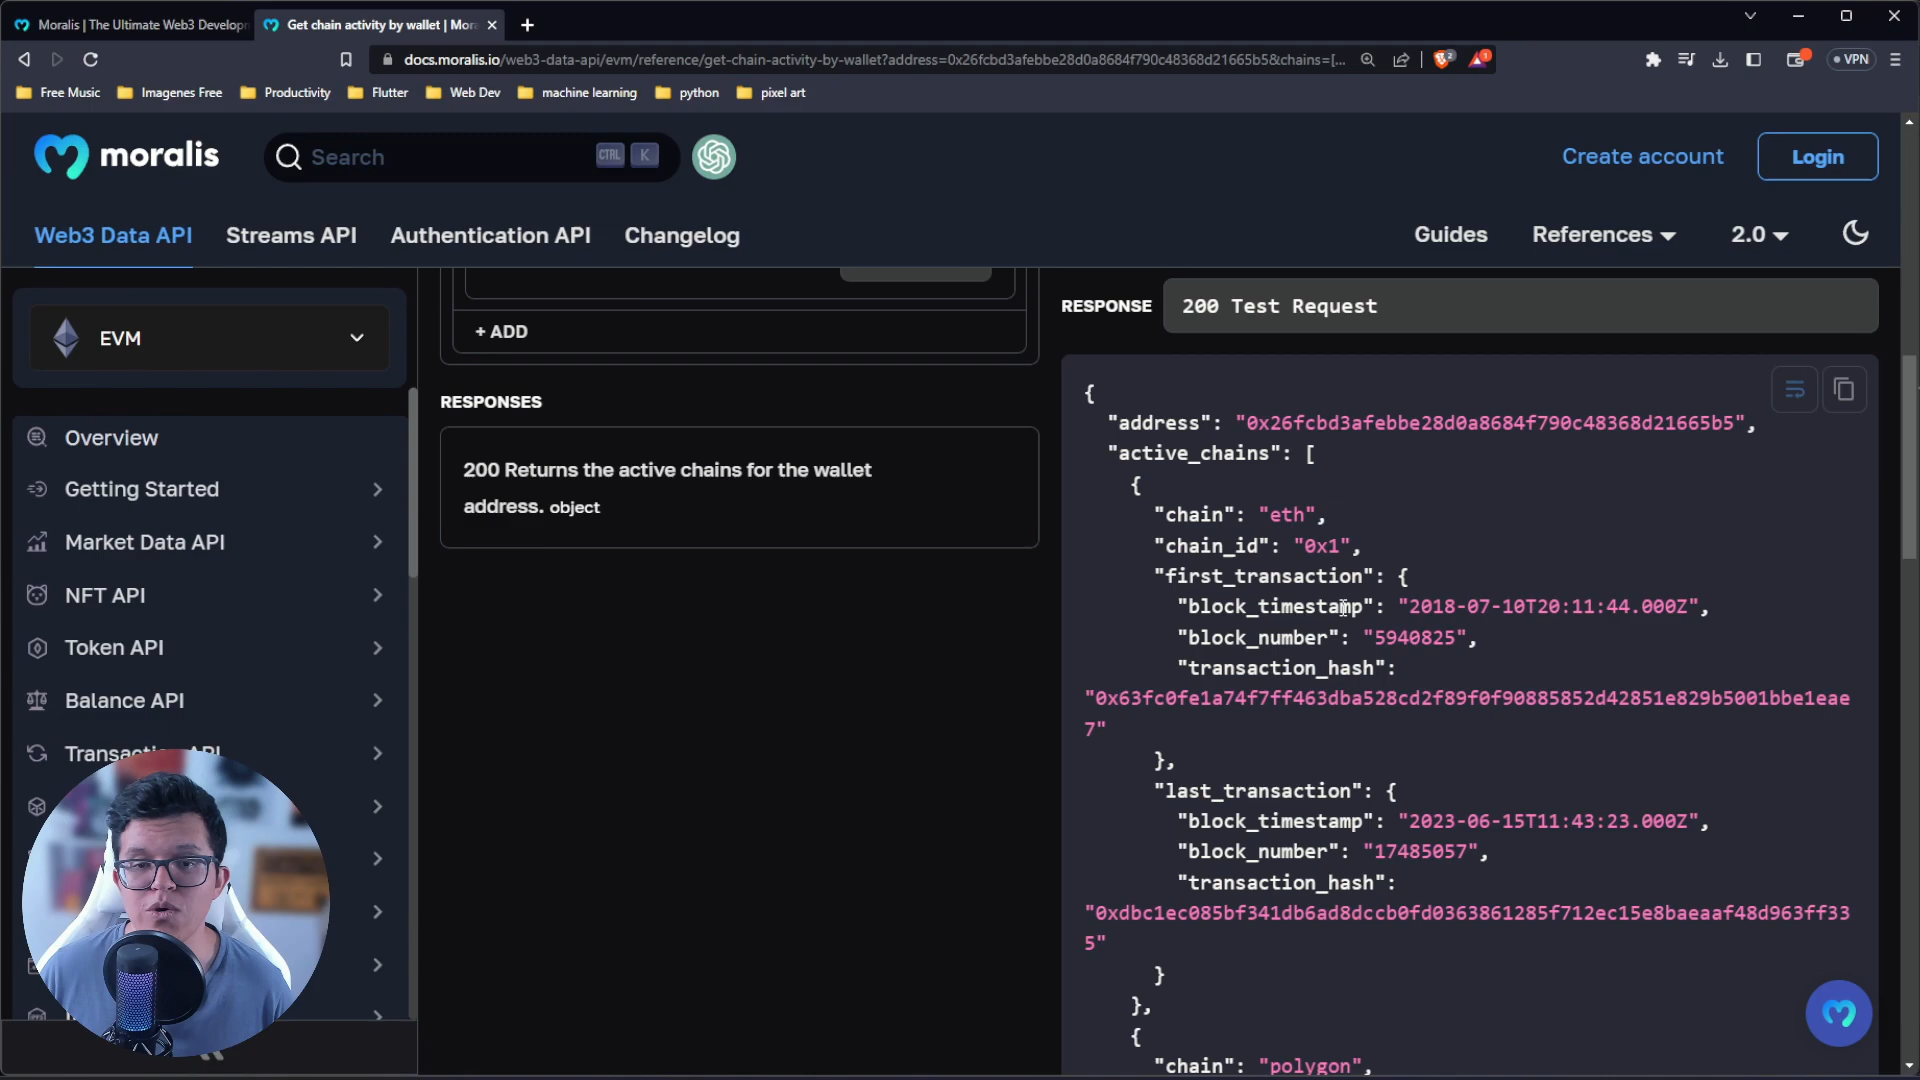 Moralis | The Ultimate Web3 Develop
Get chain activity by wallet | Mor
docs.moralis.io/web3-data-api/evm/reference/get-chain-activity-by-wallet?address=0x26fcbd3afebbe28d0a8684f790c48368d21665b5&chains=[...
2
1
VPN
Free Music
Imagenes Free
Productivity
Flutter
Web Dev
machine learning
python
pixel art
moralis
Search
CTRL
K
Create account
Login
Web3 Data API
Streams API
Authentication API
Changelog
Guides
References
2.0
EVM
Overview
Getting Started
Market Data API
NFT API
Token API
Balance API
Transaction API
+ ADD
RESPONSES
200 Returns the active chains for the wallet
address. object
RESPONSE
200 Test Request
{
"address": "0x26fcbd3afebbe28d0a8684f790c48368d21665b5",
"active_chains": [
{
"chain": "eth",
"chain_id": "0x1",
"first_transaction": {
"block_timestamp": "2018-07-10T20:11:44.000Z",
"block_number": "5940825",
"transaction_hash":
"0x63fc0fe1a74f7ff463dba528cd2f89f0f90885852d42851e829b5001bbe1eae
7"
},
"last_transaction": {
"block_timestamp": "2023-06-15T11:43:23.000Z",
"block_number": "17485057",
"transaction_hash":
"0xdbc1ec085bf341db6ad8dccb0fd0363861285f712ec15e8baeaaf48d963ff33
5"
}
},
{
"chain": "polygon",